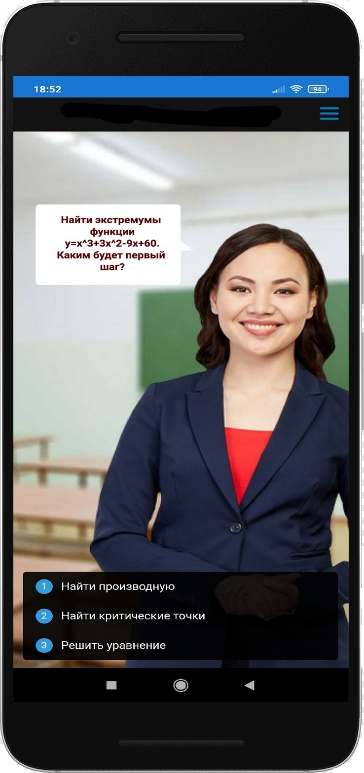 18:52
94
Найти экстремумы
функции
y=x^3+3x^2-9x+60.
Каким будет первый
шаг?
1 Найти производную
2 Найти критические точки
3 Решить уравнение